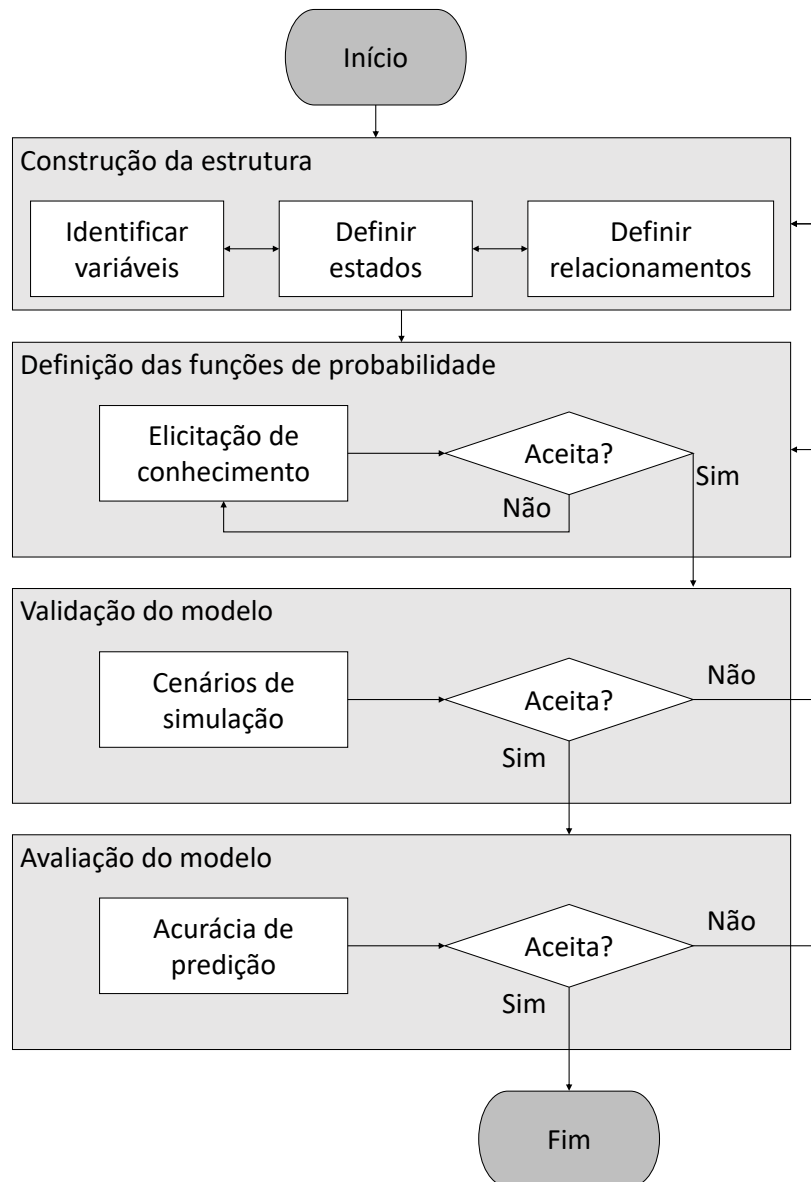 Início
Construção da estrutura
Identificar
variáveis
Definir
estados
Definir
relacionamentos
Definição das funções de probabilidade
Elicitação de
conhecimento
Aceita?
Sim
Não
Validação do modelo
Cenários de
simulação
Aceita?
Não
Sim
Avaliação do modelo
Acurácia de
predição
Aceita?
Não
Sim
Fim